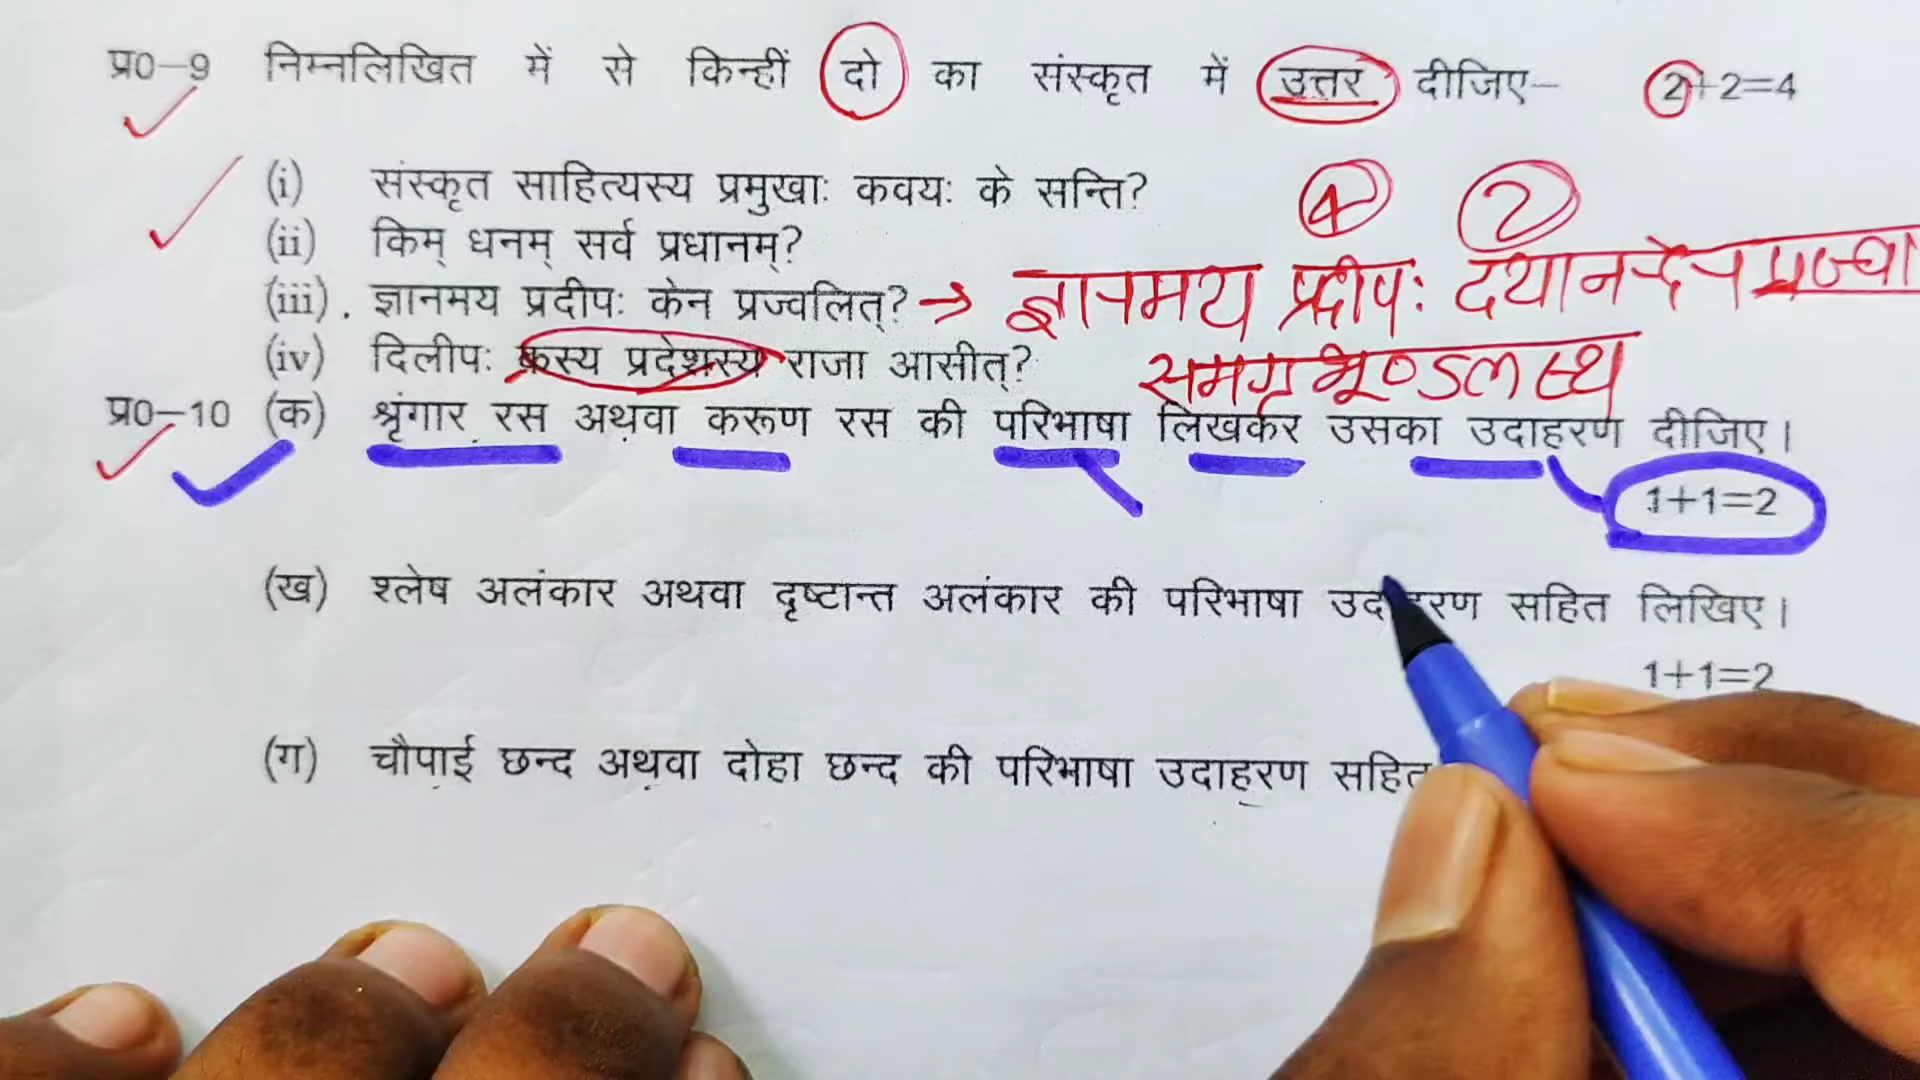 प्र0-9 निम्नलिखित में से किन्हीं दो का संस्कृत में उत्तर दीजिए- 2+2=4
(i) संस्कृत साहित्यस्य प्रमुखाः कवयः के सन्ति?
(ii) किम् धनम् सर्व प्रधानम्?
(iii). ज्ञानमय प्रदीपः केन प्रज्वलित्? → ज्ञानमय प्रदीपः दयानन्देन
(iv) दिलीपः कस्य प्रदेशस्य राजा आसीत्?
प्र0-10 (क) श्रृंगार रस अथवा करूण रस की परिभाषा लिखकर उसका उदाहरण दीजिए।
1+1=2
(ख) श्लेष अलंकार अथवा दृष्टान्त अलंकार की परिभाषा उदाहरण सहित लिखिए।
1+1=2
(ग) चौपाई छन्द अथवा दोहा छन्द की परिभाषा उदाहरण सहित